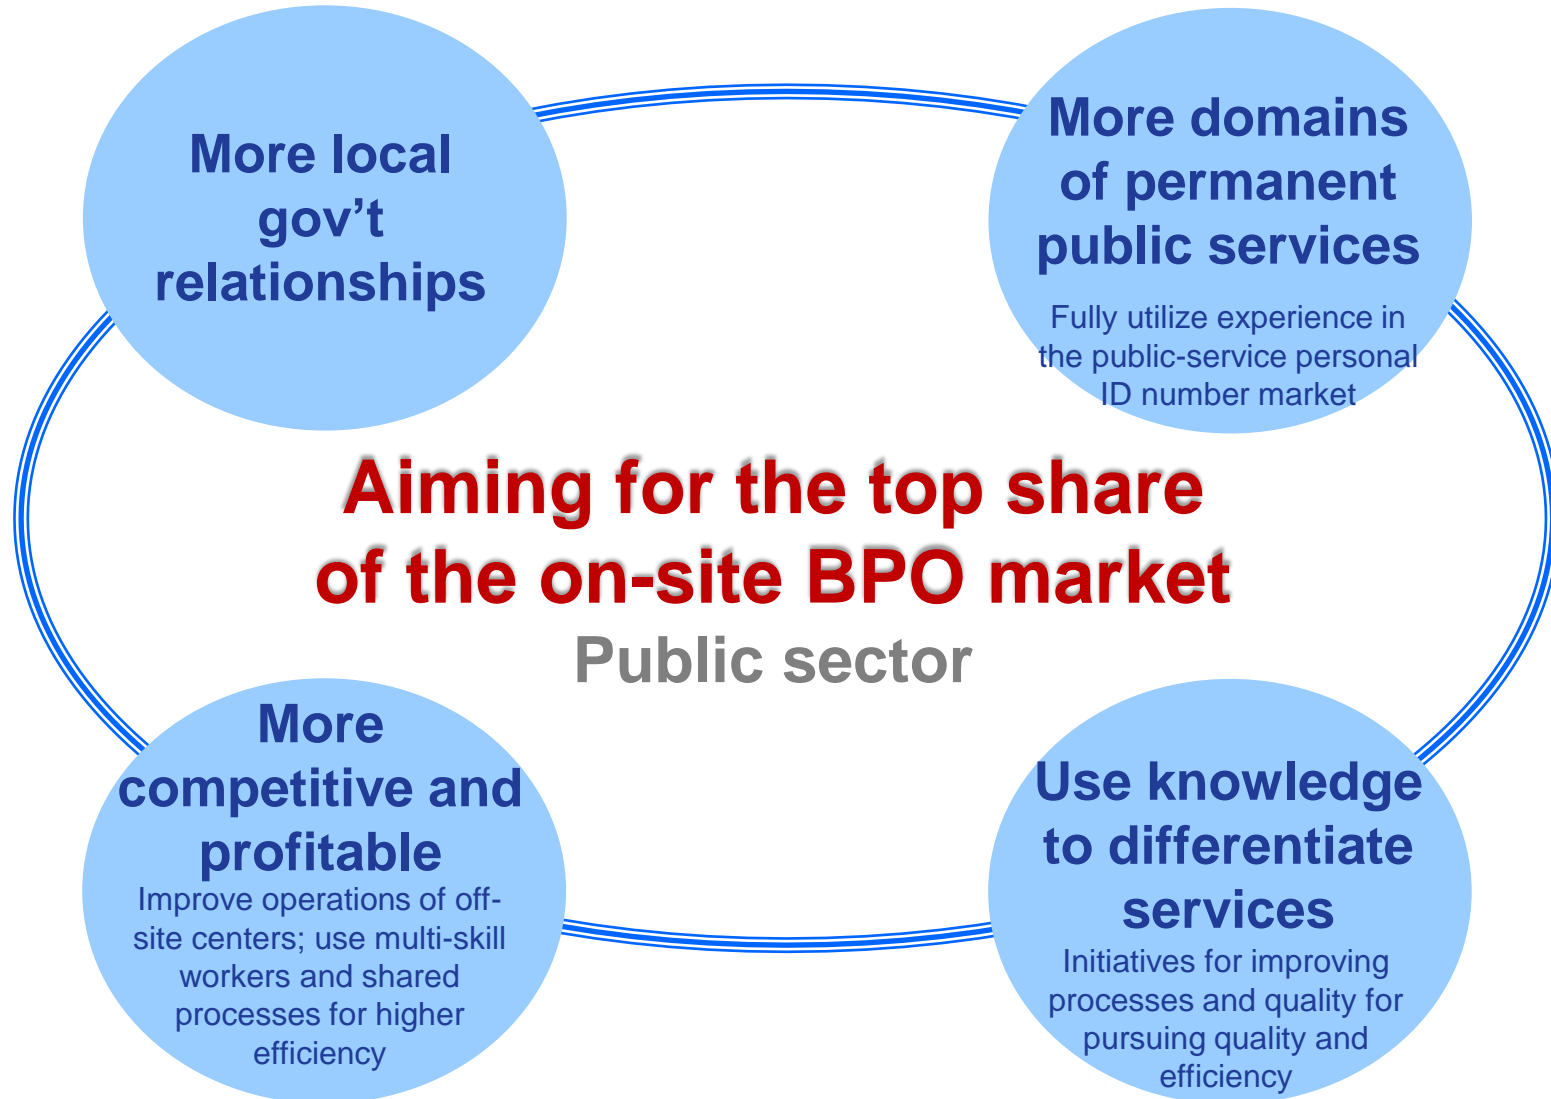 More local
gov’t
relationships
More domains
of permanent
public services
Fully utilize experience in
the public-service personal
ID number market
Aiming for the top share
of the on-site BPO market
Public sector
More
competitive and
profitable
Improve operations of off-
site centers; use multi-skill
workers and shared
processes for higher
efficiency
Use knowledge
to differentiate
services
Initiatives for improving
processes and quality for
pursuing quality and
efficiency